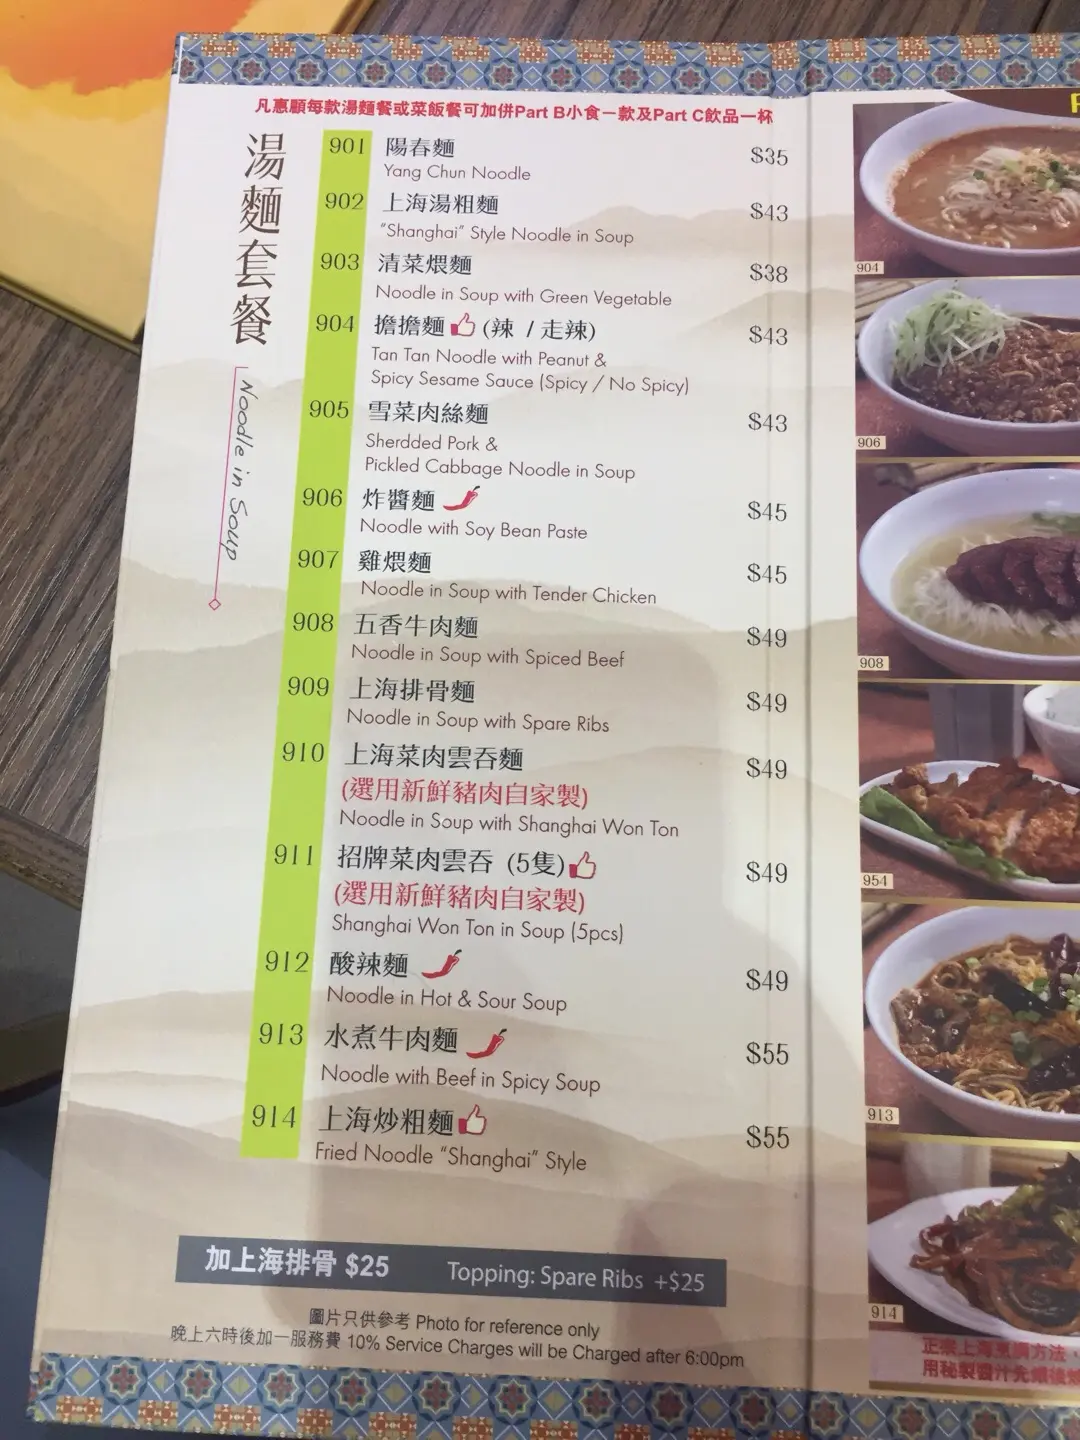 凡惠顧每款湯麵餐或菜飯餐可加併Part B小食一款及Part C飲品一杯
湯麵套餐
Noodle in Soup
901 陽春麵 $35
Yang Chun Noodle
902 上海湯粗麵 $43
"Shanghai" Style Noodle in Soup
903 清菜煨麵 $38
Noodle in Soup with Green Vegetable
904 擔擔麵 (辣 / 走辣) $43
Tan Tan Noodle with Peanut &
Spicy Sesame Sauce (Spicy / No Spicy)
905 雪菜肉絲麵 $43
Sherdded Pork &
Pickled Cabbage Noodle in Soup
906 炸醬麵 $45
Noodle with Soy Bean Paste
907 雞煨麵 $45
Noodle in Soup with Tender Chicken
908 五香牛肉麵 $49
Noodle in Soup with Spiced Beef
909 上海排骨麵 $49
Noodle in Soup with Spare Ribs
910 上海菜肉雲吞麵 $49
(選用新鮮豬肉自家製)
Noodle in Soup with Shanghai Won Ton
911 招牌菜肉雲吞 (5隻) $49
(選用新鮮豬肉自家製)
Shanghai Won Ton in Soup (5pcs)
912 酸辣麵 $49
Noodle in Hot & Sour Soup
913 水煮牛肉麵 $55
Noodle with Beef in Spicy Soup
914 上海炒粗麵 $55
Fried Noodle "Shanghai" Style
加上海排骨 $25 Topping: Spare Ribs +$25
圖片只供參考 Photo for reference only
晚上六時後加一服務費 10% Service Charges will be Charged after 6:00pm
904
906
908
954
913
914
正宗上海烹調方法
用秘製醬汁先